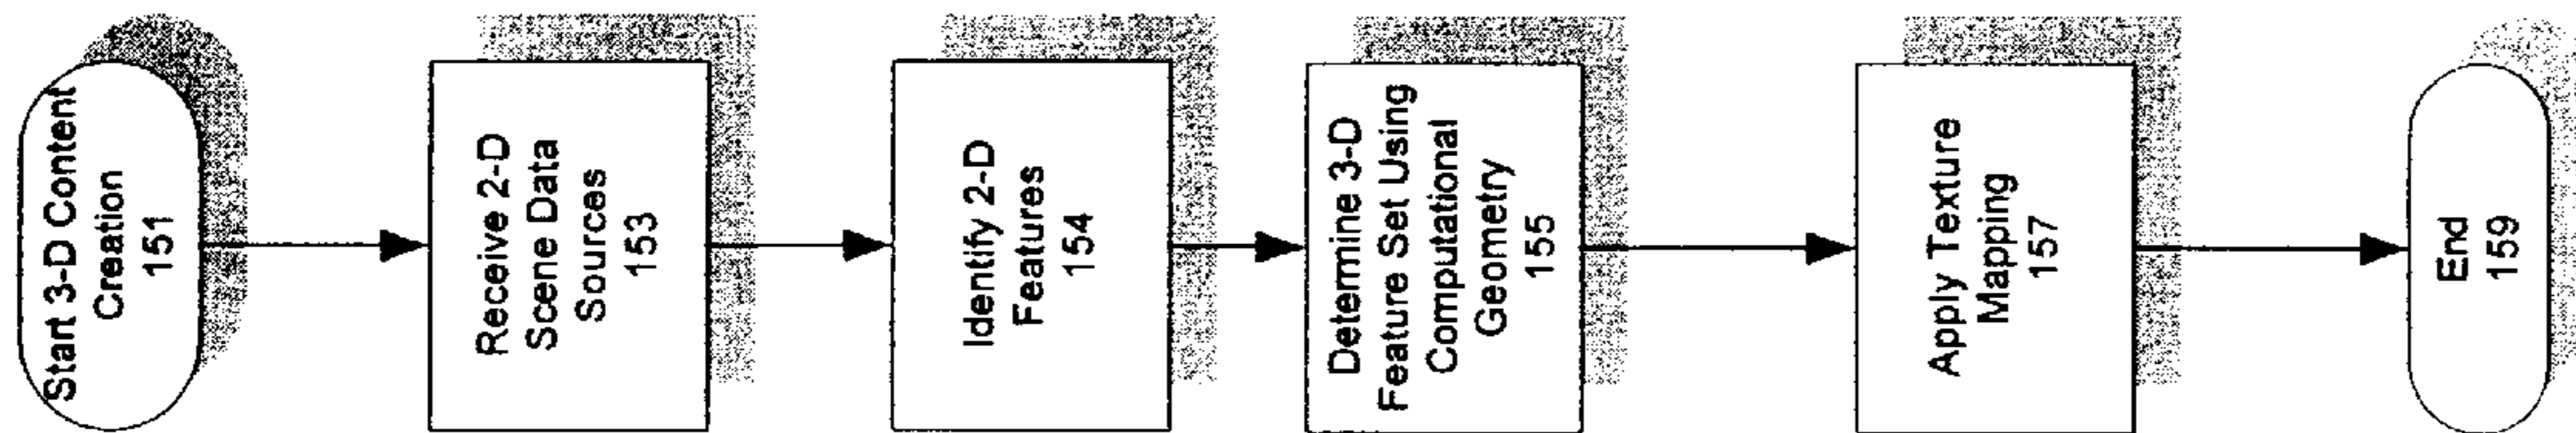 Start 3-D Content
Creation
151
Receive 2-D
Scene Data
Sources
153
Identify 2-D
Features
154
Determine 3-D
Feature Set Using
Computational
Geometry
155
Apply Texture
Mapping
157
End
159